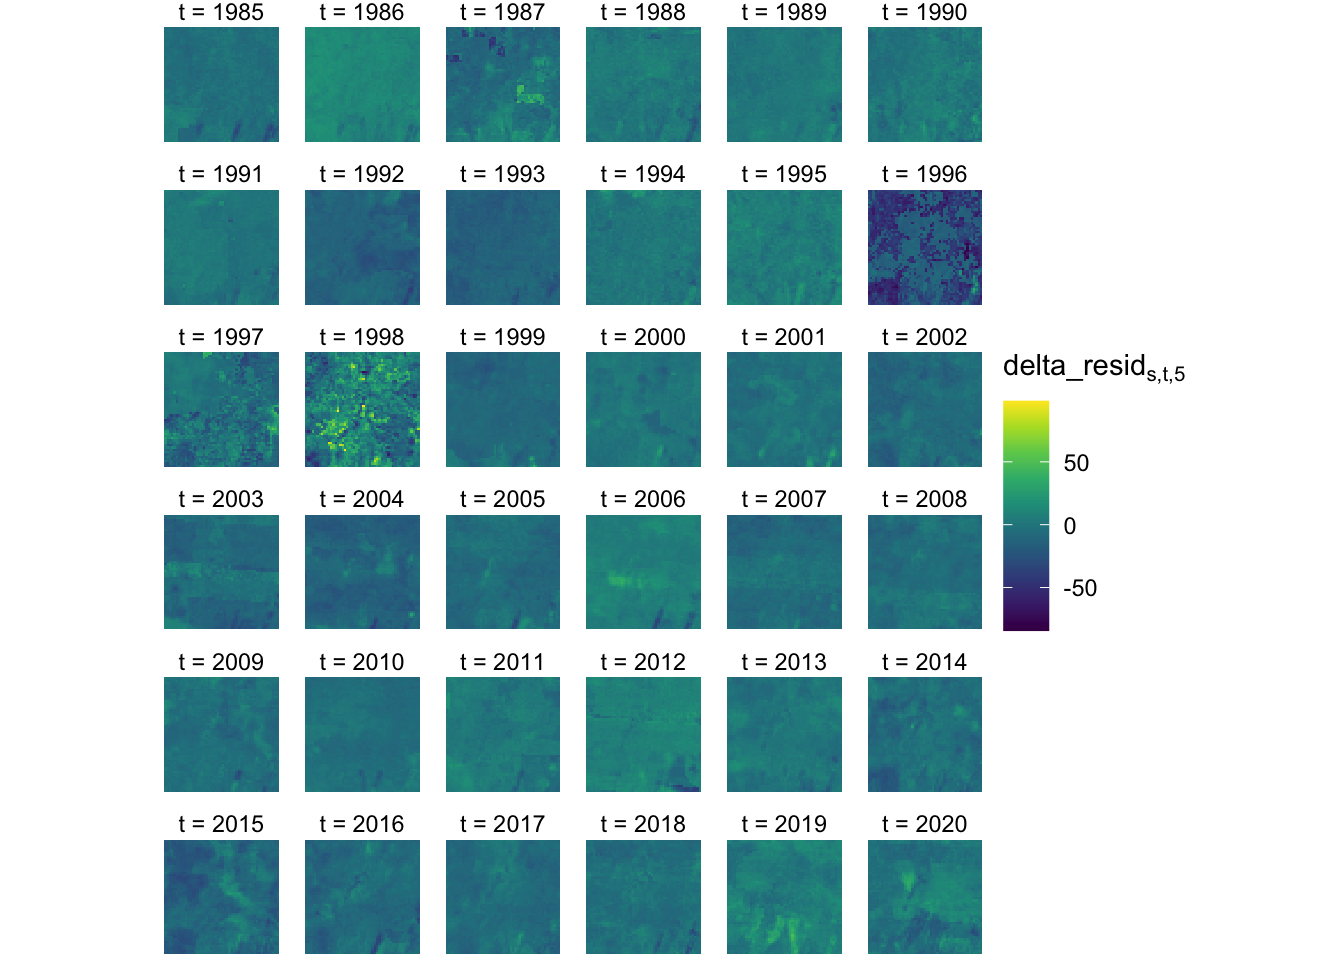 t = 1985 t = 1986 t = 1987 t = 1988 t = 1989 t = 1990
t = 1991 t = 1992 t = 1993 t = 1994 t = 1995 t = 1996
t = 1997 t = 1998 t = 1999 t = 2000 t = 2001 t = 2002
t = 2003 t = 2004 t = 2005 t = 2006 t = 2007 t = 2008
t = 2009 t = 2010 t = 2011 t = 2012 t = 2013 t = 2014
t = 2015 t = 2016 t = 2017 t = 2018 t = 2019 t = 2020
delta_resid_s,t,5
50
0
-50